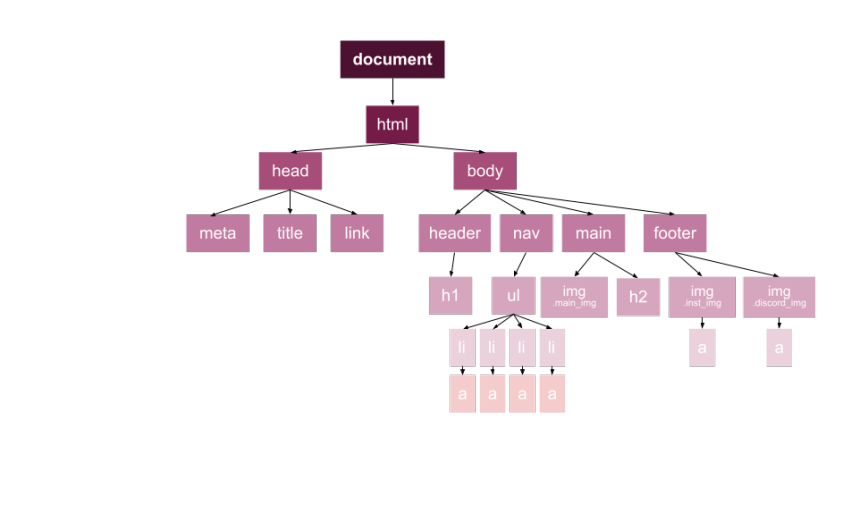 document
html
head body
meta title link header nav main footer
h1 ul img h2 img img
.main_img .inst_img .discord_img
li li li li a a
a a a a